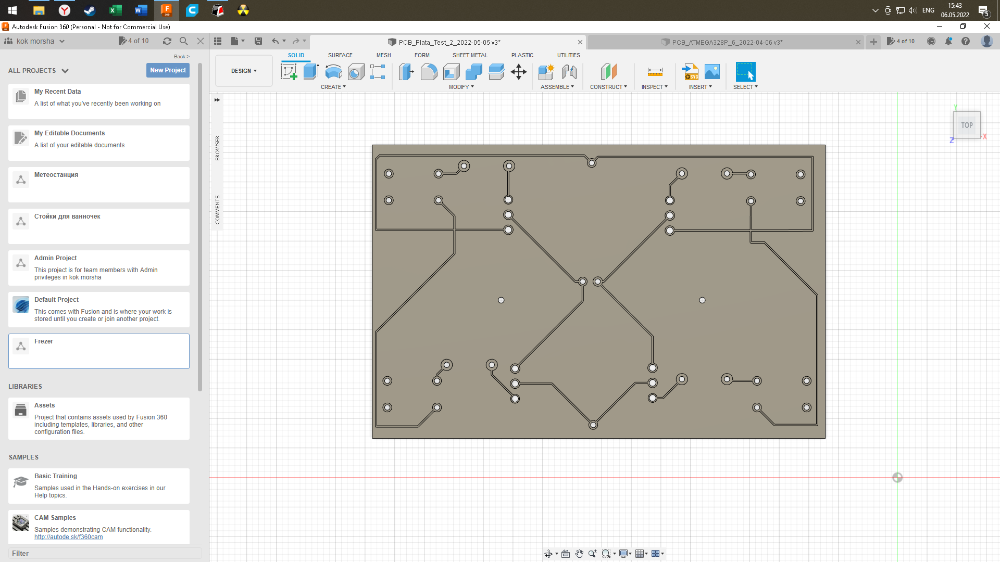 ENG
15:43
06.05.2022
5
Autodesk Fusion 360 (Personal - Not for Commercial Use)
kok morsha
4 of 10
PCB_Plata_Test_2_2022-05-05 v3*
PCB_ATMEGA328P_6_2022-04-06 v3*
4 of 10
Back >
ALL PROJECTS
New Project
DESIGN
SOLID
SURFACE
MESH
FORM
SHEET METAL
PLASTIC
UTILITIES
CREATE
MODIFY
ASSEMBLE
CONSTRUCT
INSPECT
INSERT
SELECT
SVG
My Recent Data
A list of what you've recently been working on
My Editable Documents
A list of your editable documents
Метеостанция
Стойки для ванночек
Admin Project
This project is for team members with Admin
privileges in kok morsha
Default Project
This comes with Fusion and is where your work is
stored until you create or join another project.
Frezer
LIBRARIES
Assets
Project that contains assets used by Fusion 360
including templates, libraries, and other
configuration files.
SAMPLES
Basic Training
Samples used in the Hands-on exercises in our
Help topics.
CAM Samples
Samples demonstrating CAM functionality.
http://autode.sk/f360cam
Filter
BROWSER
COMMENTS
Y
TOP
X
Z